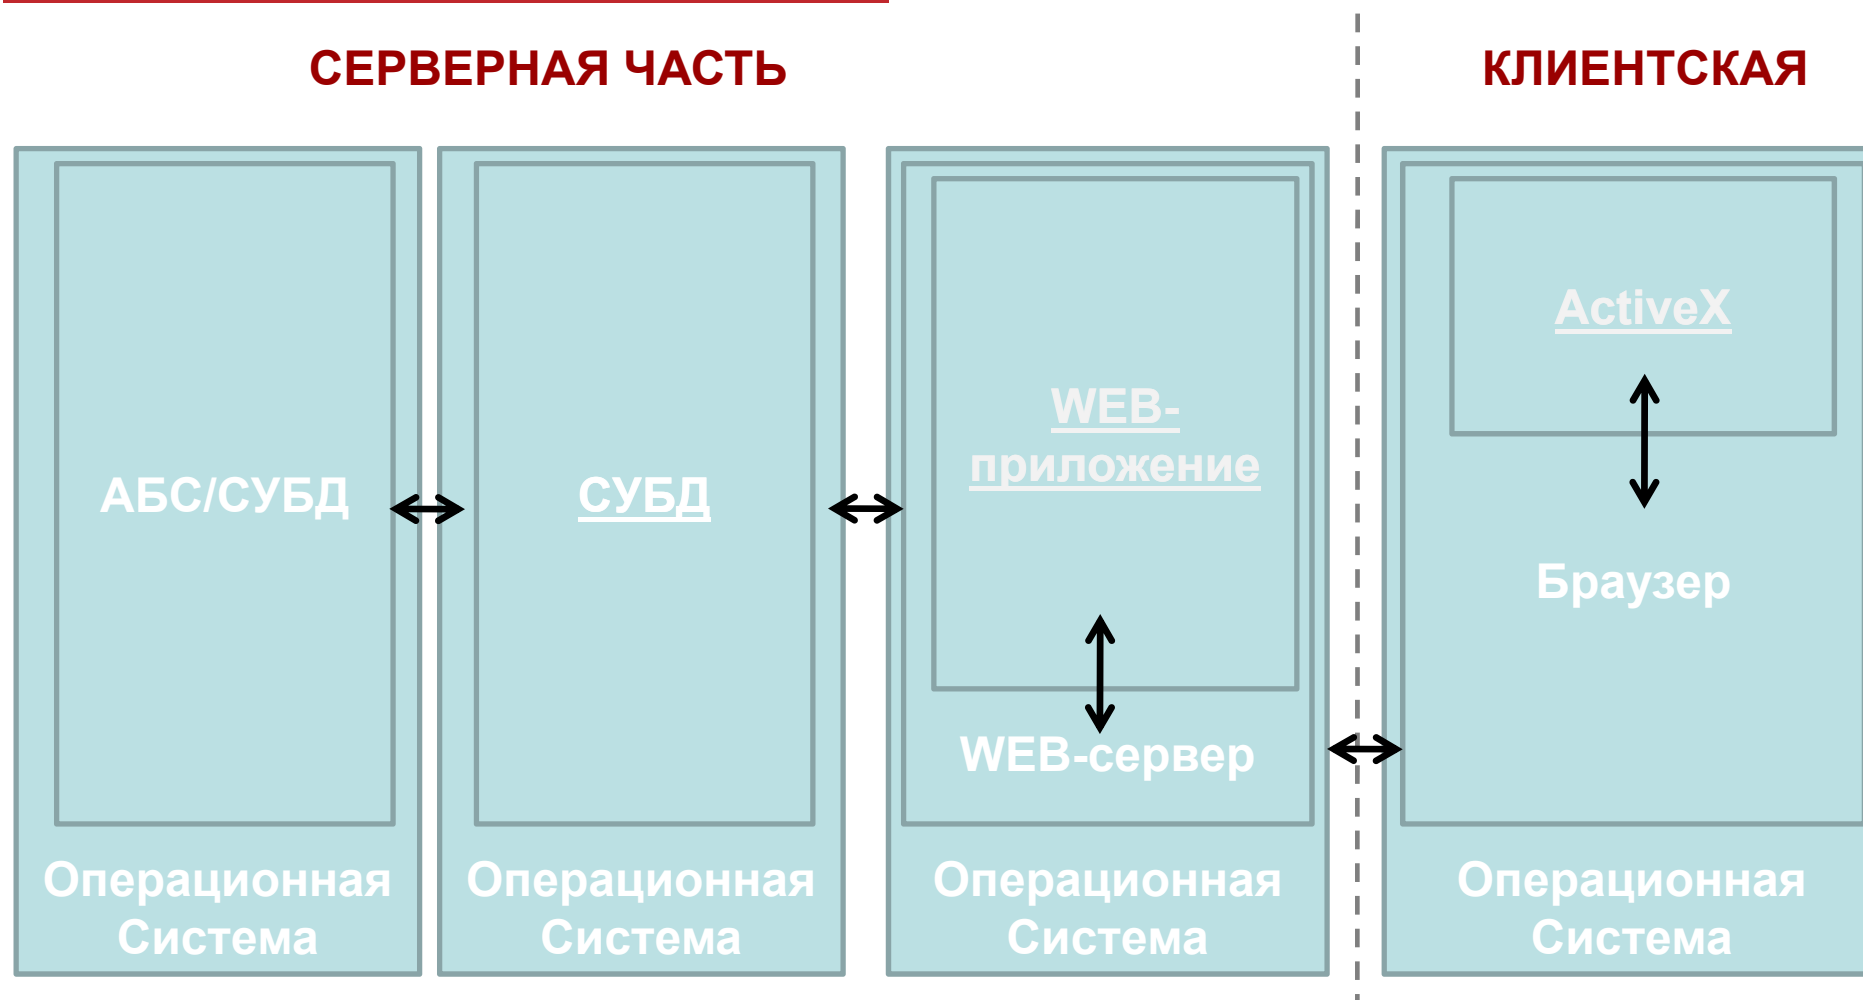 СЕРВЕРНАЯ ЧАСТЬ
КЛИЕНТСКАЯ
АБС/СУБД
Операционная
Система
СУБД
Операционная
Система
WEB-
приложение
WEB-сервер
Операционная
Система
ActiveX
Браузер
Операционная
Система